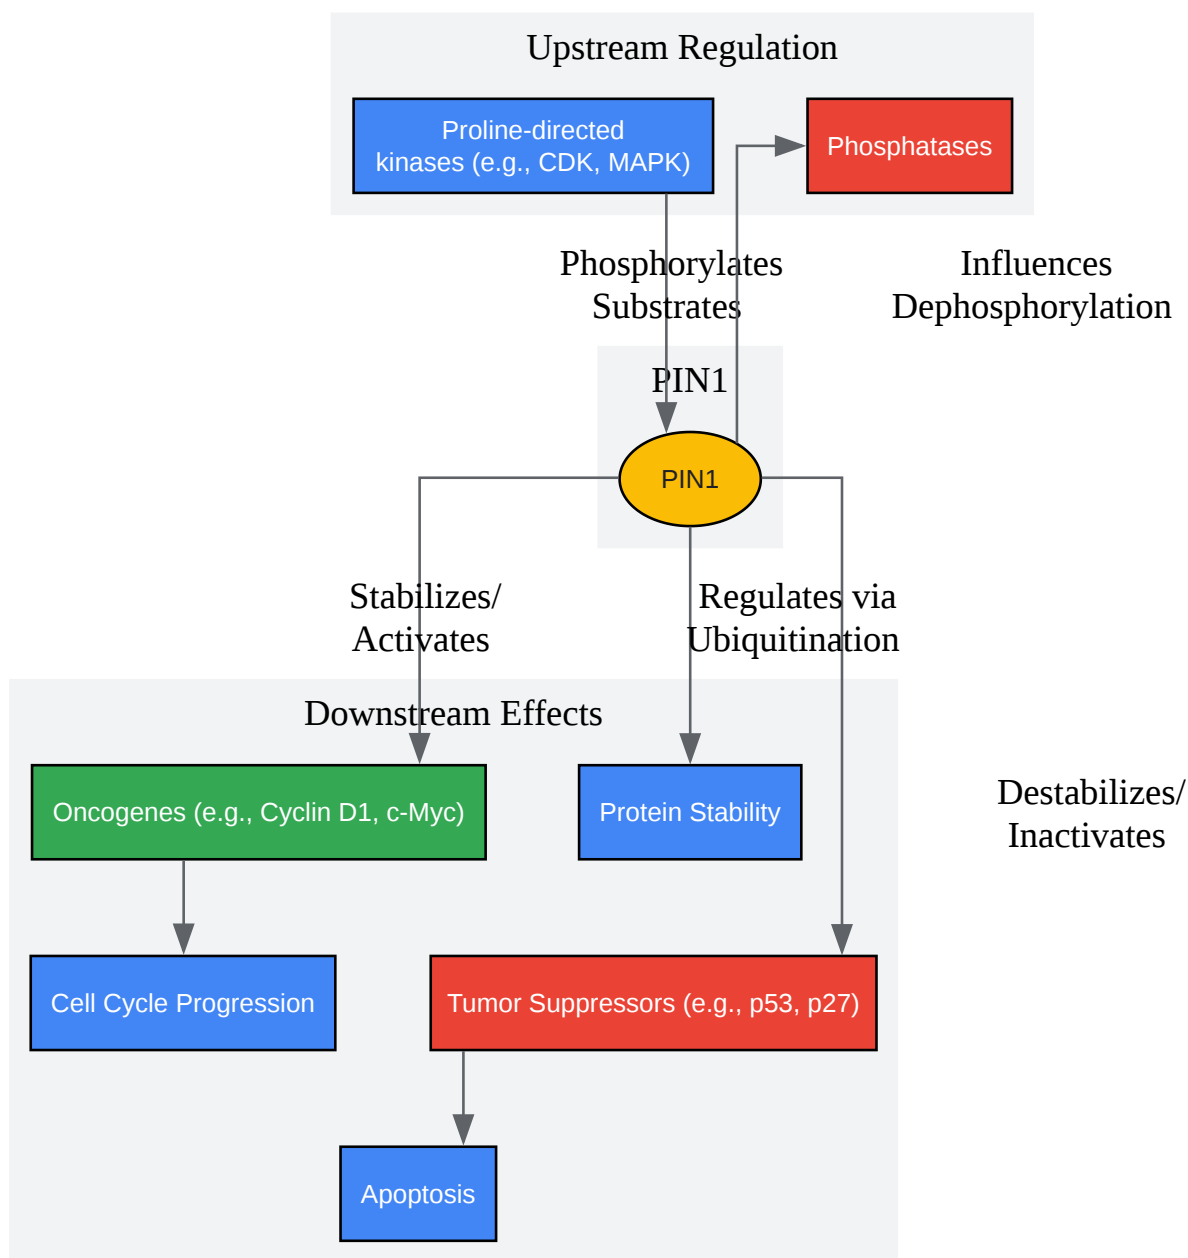 Upstream Regulation
Proline-directed
kinases (e.g., CDK, MAPK)
Phosphatases
Phosphorylates
Substrates
Influences
Dephosphorylation
PIN1
PIN1
Stabilizes/
Activates
Regulates via
Ubiquitination
Downstream Effects
Oncogenes (e.g., Cyclin D1, c-Myc)
Protein Stability
Destabilizes/
Inactivates
Cell Cycle Progression
Tumor Suppressors (e.g., p53, p27)
Apoptosis